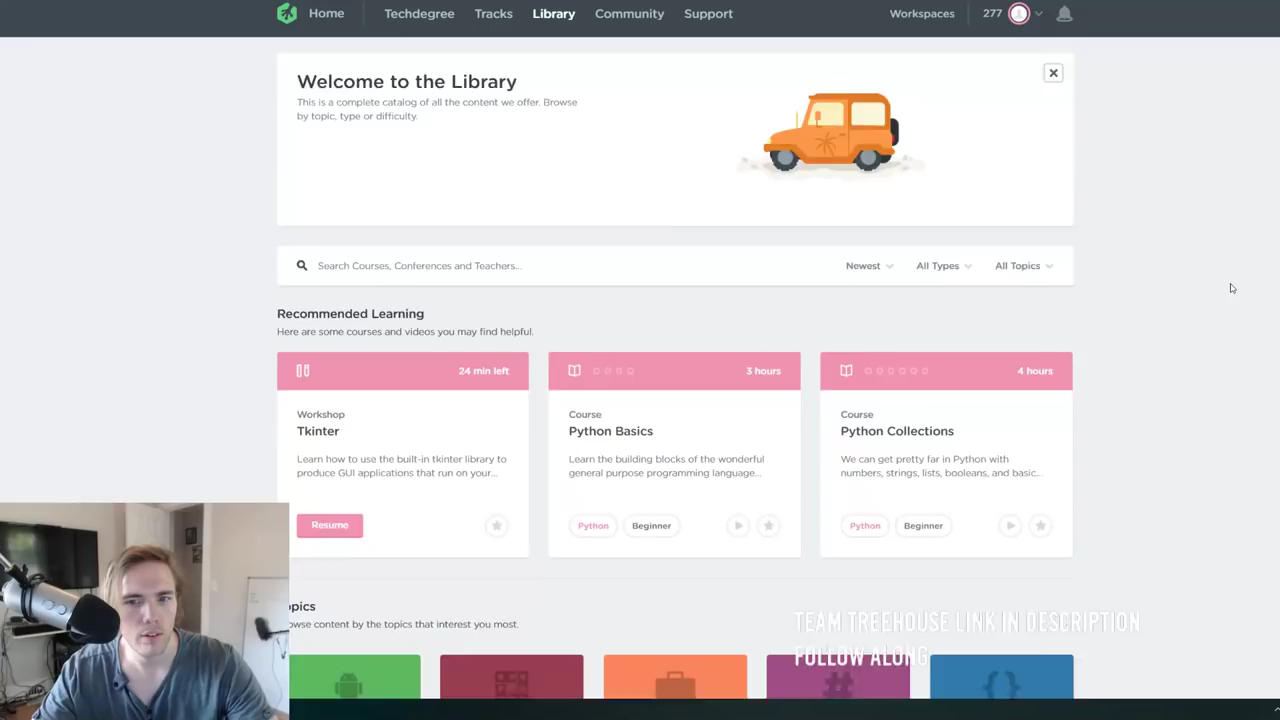 Home
Techdegree
Tracks
Library
Community
Support
Workspaces
277
Welcome to the Library
This is a complete catalog of all the content we offer. Browse
by topic, type or difficulty.
Search Courses, Conferences and Teachers...
Newest
All Types
All Topics
Recommended Learning
Here are some courses and videos you may find helpful.
24 min left
Workshop
Tkinter
Learn how to use the built-in tkinter library to
produce GUI applications that run on your...
Resume
3 hours
Course
Python Basics
Learn the building blocks of the wonderful
general purpose programming language...
Python
Beginner
4 hours
Course
Python Collections
We can get pretty far in Python with
numbers, strings, lists, booleans, and basic...
Python
Beginner
opics
owse content by the topics that interest you most.
TEAM TREEHOUSE LINK IN DESCRIPTION
FOLLOW ALONG